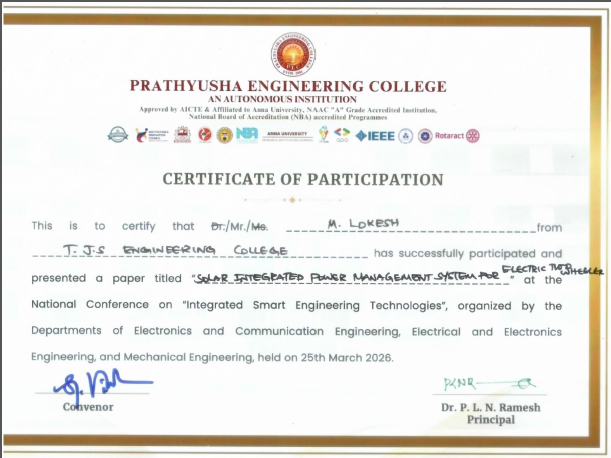 PRATHYUSHA ENGINEERING COLLEGE
AN AUTONOMOUS INSTITUTION
Approved by AICTE & Affiliated to Anna University, NAAC "A" Grade Accredited Institution,
National Board of Accreditation (NBA) accredited Programmes
NBA ANNA UNIVERSITY IEEE Rotaract
CERTIFICATE OF PARTICIPATION
This is to certify that Dr./Mr./Ms. M. LOKESH from
T.J.S ENGINEERING COLLEGE has successfully participated and
presented a paper titled "SOLAR INTEGRATED POWER MANAGEMENT SYSTEM FOR ELECTRIC TWO WHEELER" at the
National Conference on "Integrated Smart Engineering Technologies", organized by the
Departments of Electronics and Communication Engineering, Electrical and Electronics
Engineering, and Mechanical Engineering, held on 25th March 2026.
Convenor
Dr. P. L. N. Ramesh
Principal